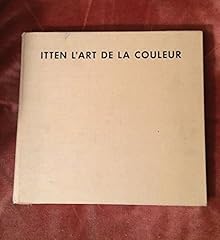 ITTEN L'ART DE LA COULEUR